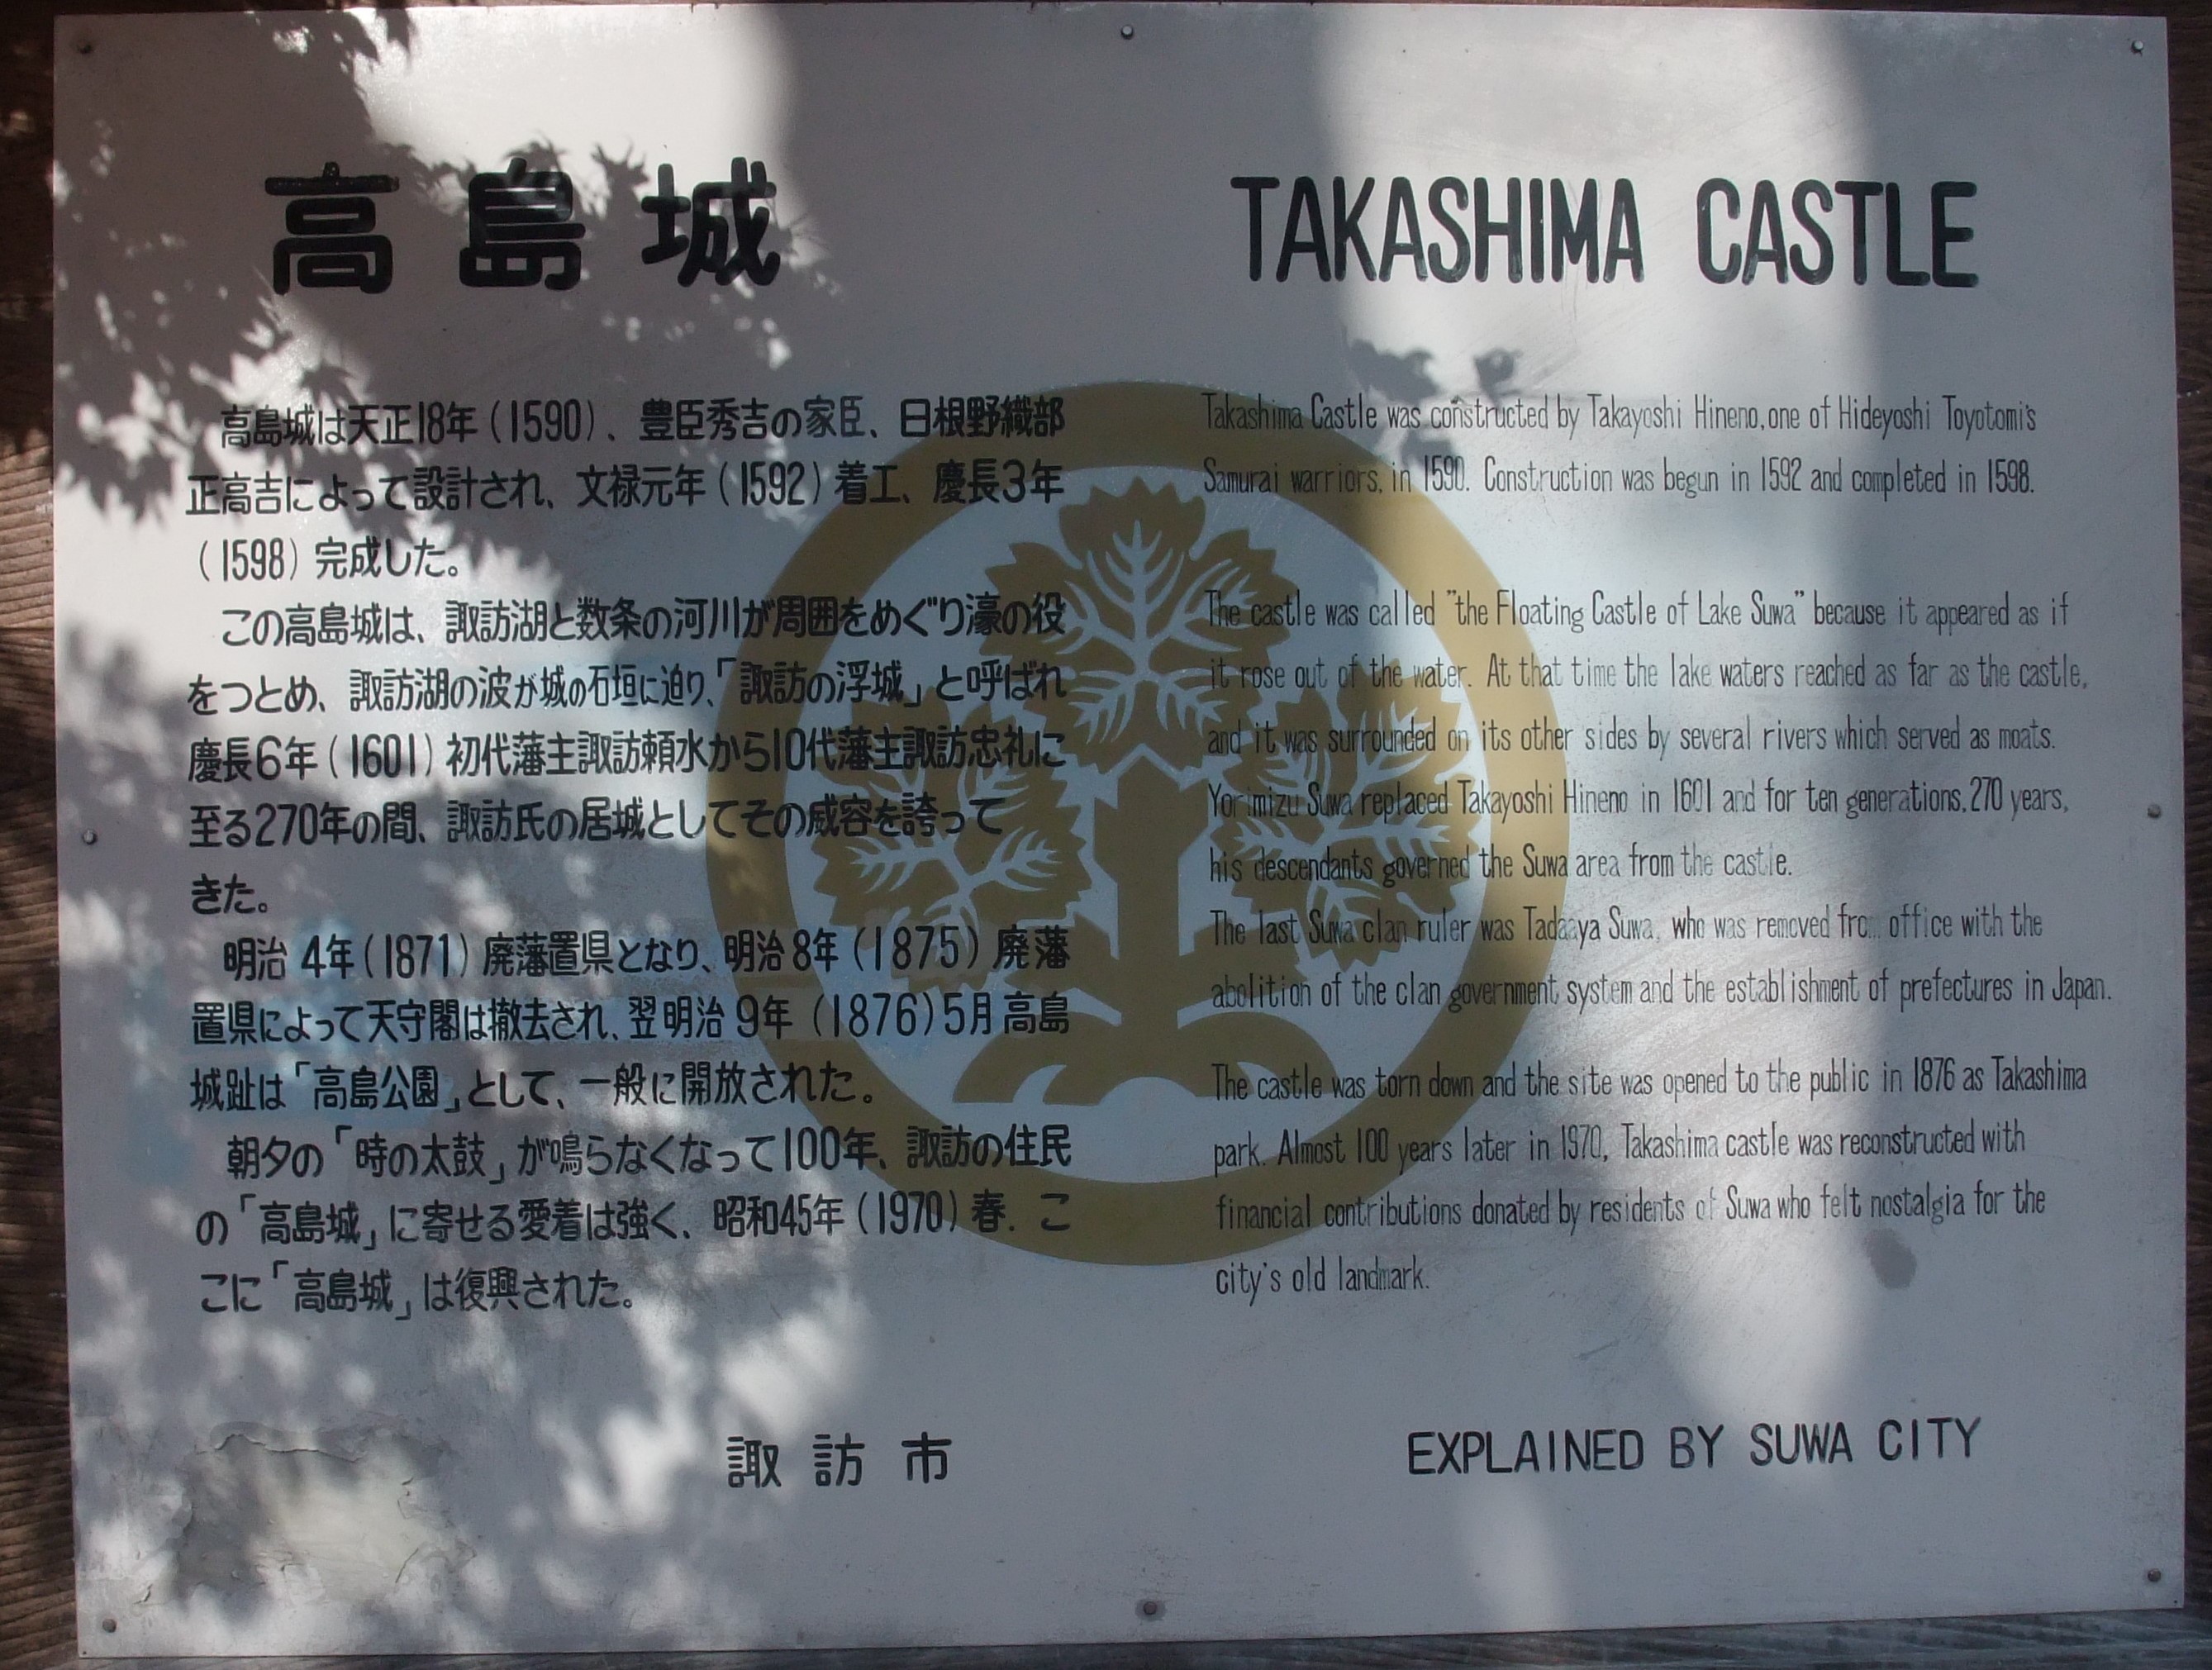 高島城
高島城は天正18年(1590)、豊臣秀吉の家臣、日根野織部
正高吉によって設計され、文禄元年(1592)着工、慶長3年
(1598)完成した。
この高島城は、諏訪湖と数条の河川が周囲をめぐり濠の役
をつとめ、諏訪湖の波が城の石垣に迫り、「諏訪の浮城」と呼ばれ
慶長6年(1601)初代藩主諏訪頼水から10代藩主諏訪忠礼に
至る270年の間、諏訪氏の居城としてその威容を誇って
きた。
明治4年(1871)廃藩置県となり、明治8年(1875)廃藩
置県によって天守閣は撤去され、翌明治9年(1876)5月高島
城趾は「高島公園」として、一般に開放された。
朝夕の「時の太鼓」が鳴らなくなって100年、諏訪の住民
の「高島城」に寄せる愛着は強く、昭和45年(1970)春.こ
こに「高島城」は復興された。
諏訪市
TAKASHIMA CASTLE
Takashima Castle was constructed by Takayoshi Hineno, one of Hideyoshi Toyotomi's
Samurai warriors, in 1590. Construction was begun in 1592 and completed in 1598.
The castle was called "the Floating Castle of Lake Suwa" because it appeared as if
it rose out of the water. At that time the lake waters reached as far as the castle,
and it was surrounded on its other sides by several rivers which served as moats.
Yorimizu Suwa replaced Takayoshi Hineno in 1601 and for ten generations, 270 years,
his descendants governed the Suwa area from the castle.
The last Suwa clan ruler was Tadaaya Suwa, who was removed from office with the
abolition of the clan government system and the establishment of prefectures in Japan.
The castle was torn down and the site was opened to the public in 1876 as Takashima
park. Almost 100 years later in 1970, Takashima castle was reconstructed with
financial contributions donated by residents of Suwa who felt nostalgia for the
city's old landmark.
EXPLAINED BY SUWA CITY